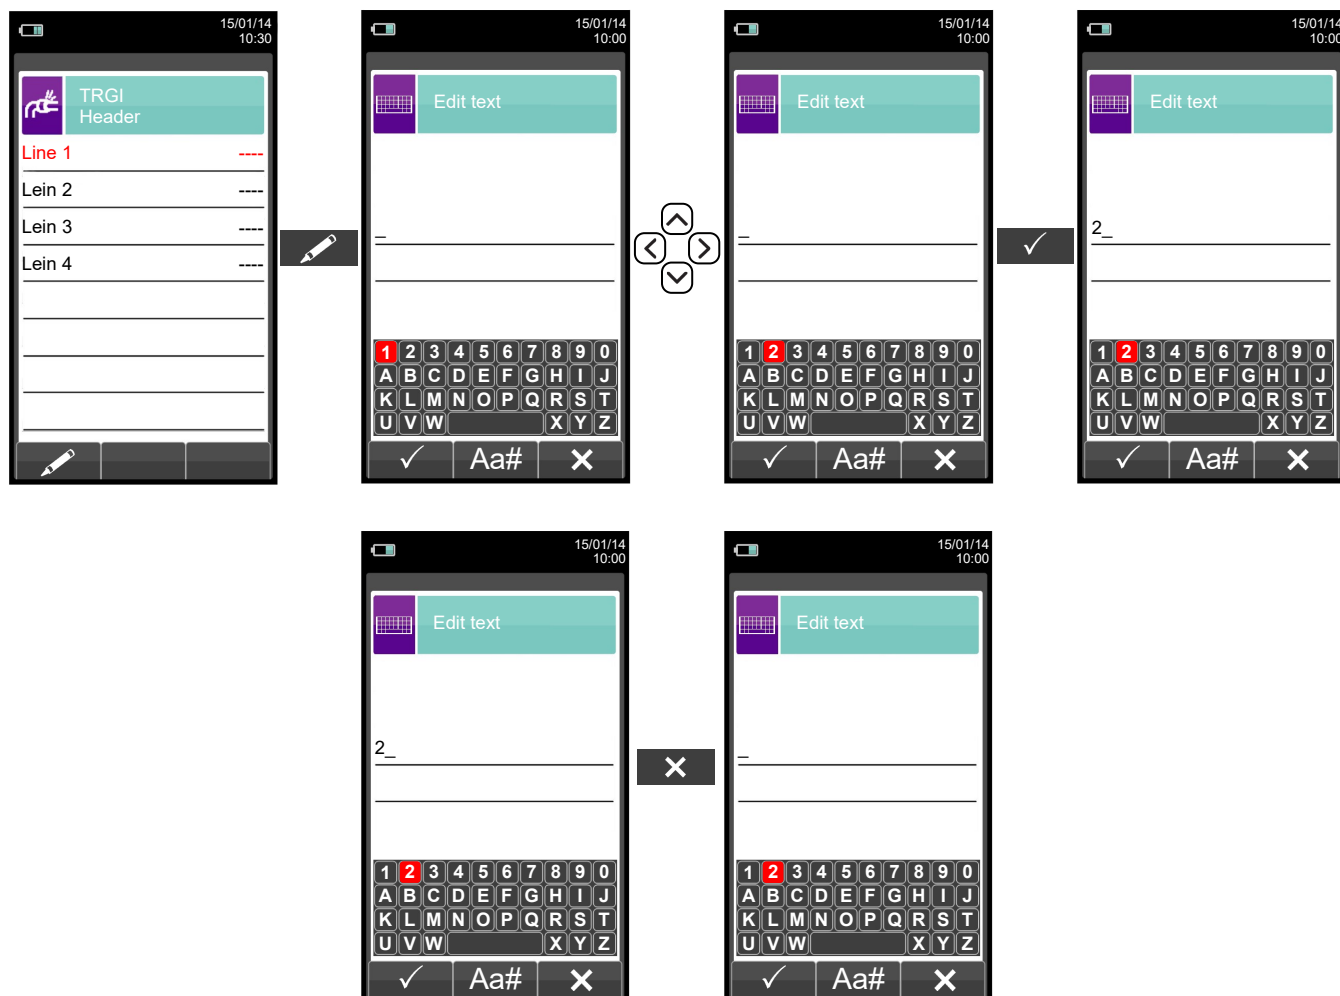 15/01/14
10:30
TRGI
Header
Line 1 ----
Lein 2 ----
Lein 3 ----
Lein 4 ----
15/01/14
10:00
Edit text
_
1 2 3 4 5 6 7 8 9 0
A B C D E F G H I J
K L M N O P Q R S T
U V W X Y Z
Aa#
15/01/14
10:00
Edit text
_
1 2 3 4 5 6 7 8 9 0
A B C D E F G H I J
K L M N O P Q R S T
U V W X Y Z
Aa#
15/01/14
10:00
Edit text
2_
1 2 3 4 5 6 7 8 9 0
A B C D E F G H I J
K L M N O P Q R S T
U V W X Y Z
Aa#
15/01/14
10:00
Edit text
2_
1 2 3 4 5 6 7 8 9 0
A B C D E F G H I J
K L M N O P Q R S T
U V W X Y Z
Aa#
15/01/14
10:00
Edit text
_
1 2 3 4 5 6 7 8 9 0
A B C D E F G H I J
K L M N O P Q R S T
U V W X Y Z
Aa#